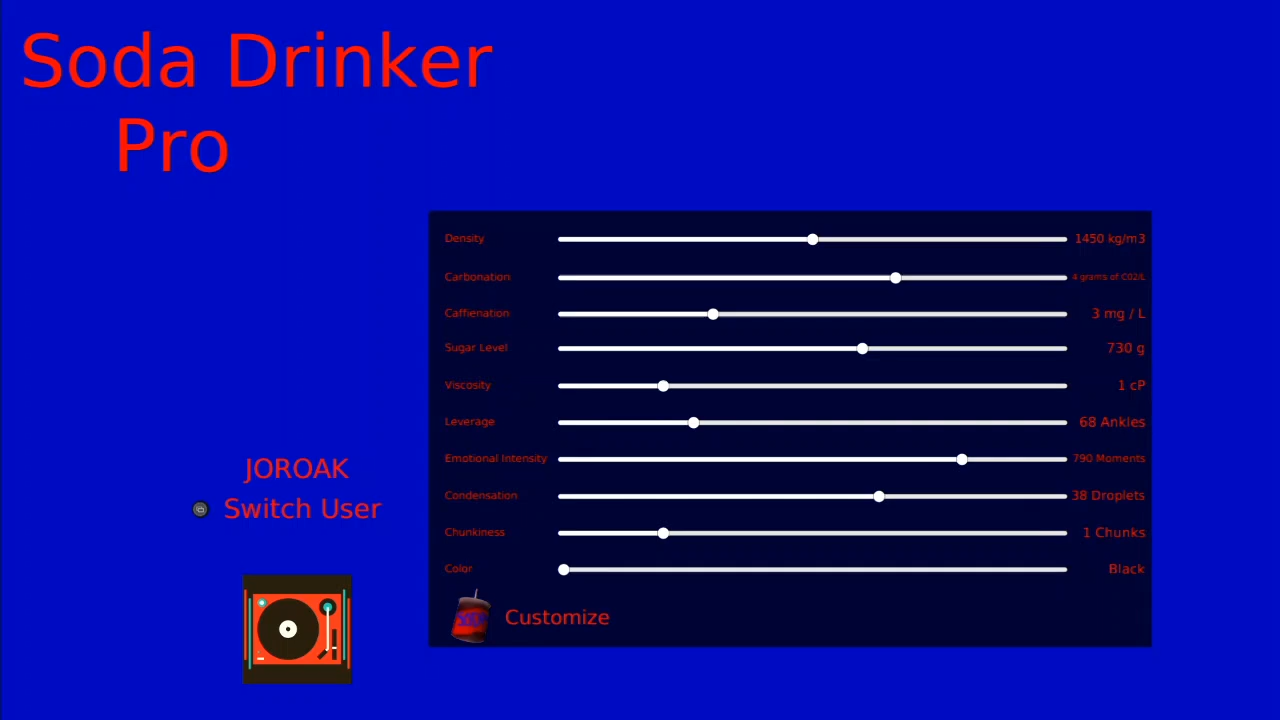 Soda Drinker
Pro
Density 1450 kg/m3
Carbonation 4 grams of C02/L
Caffienation 3 mg / L
Sugar Level 730 g
Viscosity 1 cP
Leverage 68 Ankles
Emotional Intensity 790 Moments
Condensation 38 Droplets
Chunkiness 1 Chunks
Color Black
Customize
JOROAK
Switch User